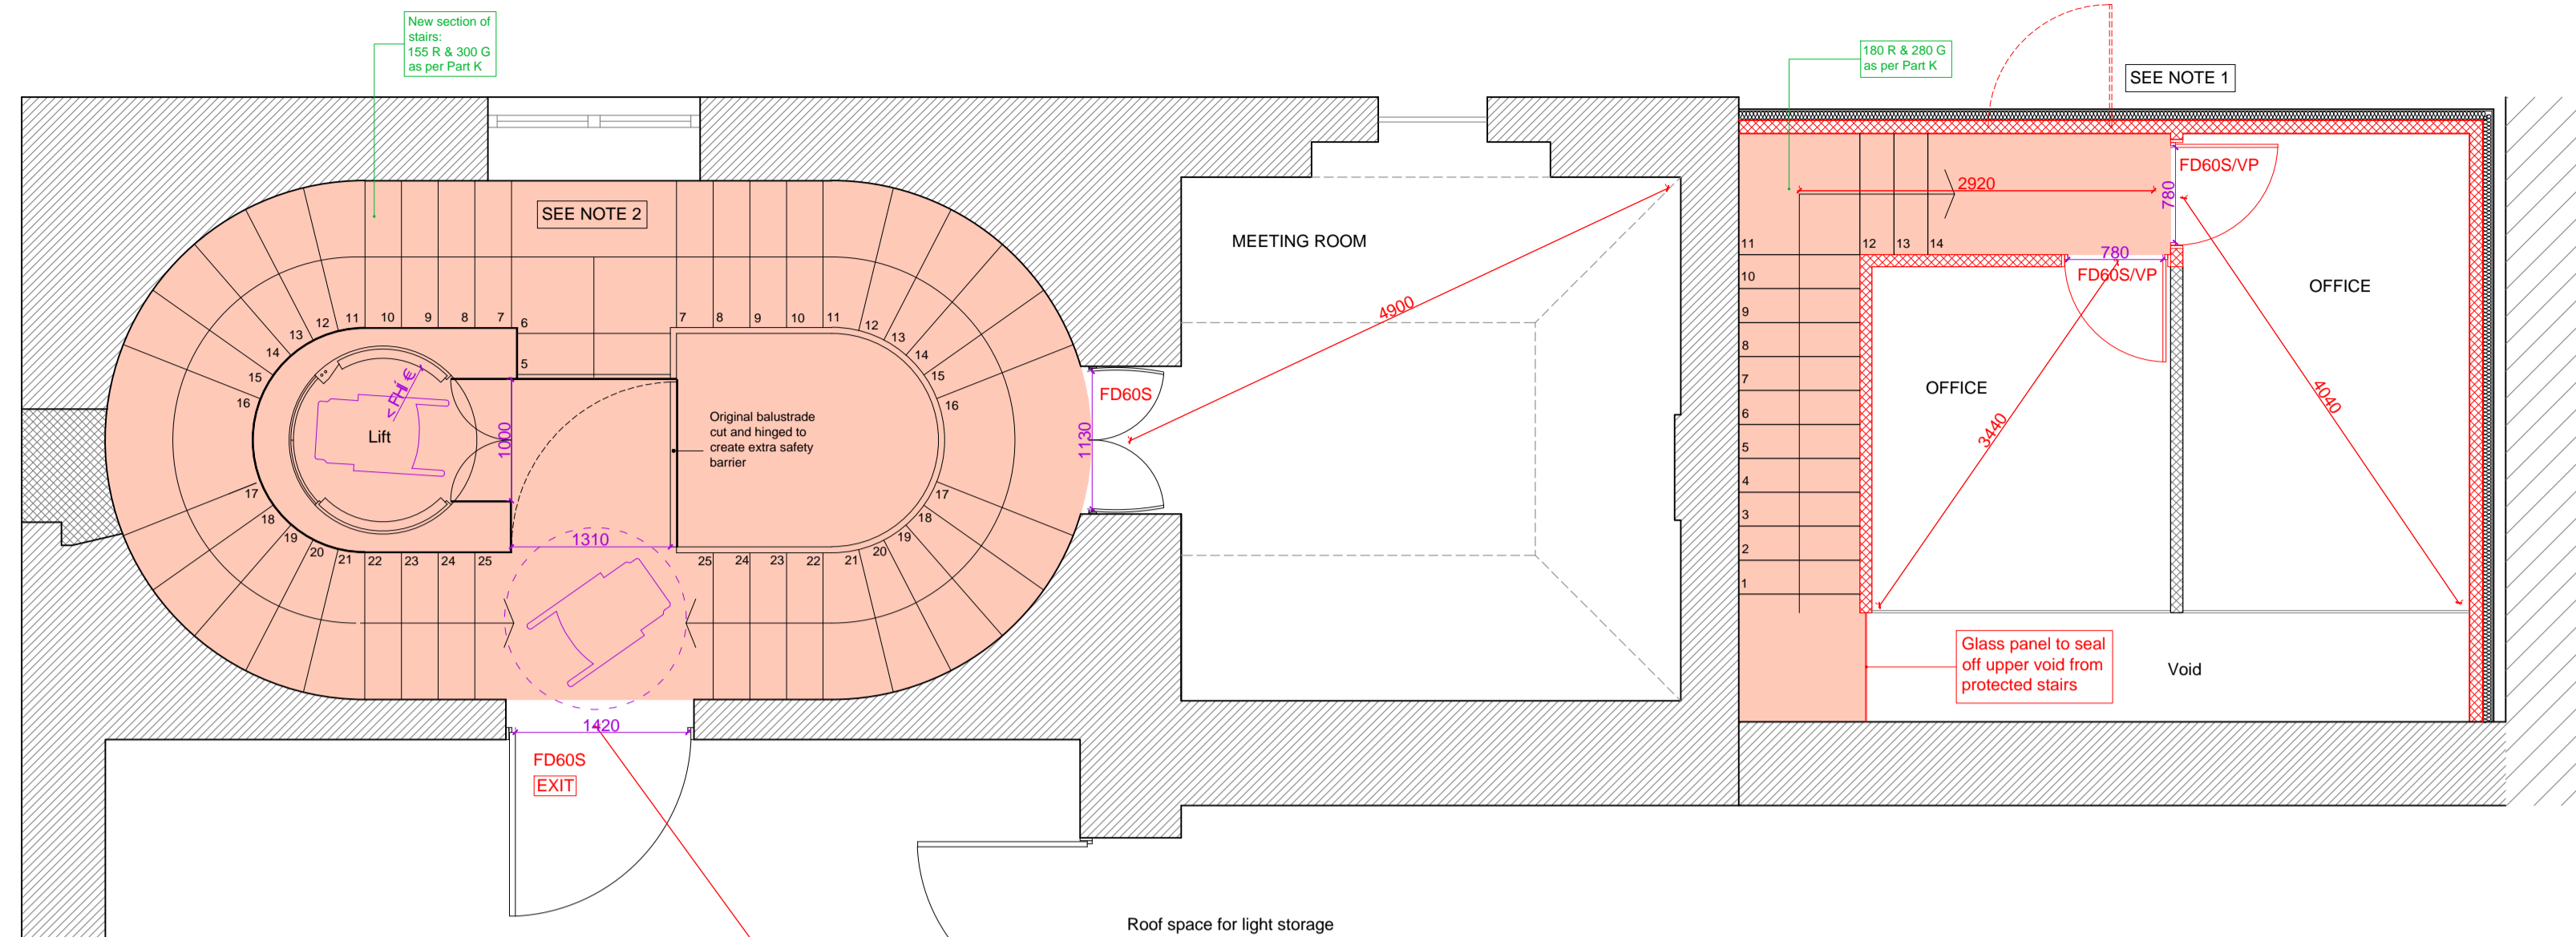 New section of
stairs:
155 R & 300 G
as per Part K
180 R & 280 G
as per Part K
SEE NOTE 1
SEE NOTE 2
MEETING ROOM
4900
2920
780
FD60S/VP
780
FD60S/VP
OFFICE
OFFICE
3440
4040
11
12 13 14
10
9
8
7
6
5
4
3
2
1
16
15
14
13
12
11
10
9
8
7
6
5
7
8
9
10
11
12
13
14
15
16
17
18
19
20
21
22
23
24
25
25
24
23
22
21
20
19
18
17
Lift
1000
Original balustrade
cut and hinged to
create extra safety
barrier
FD60S
1130
1310
1420
FD60S
EXIT
Glass panel to seal
off upper void from
protected stairs
Void
Roof space for light storage